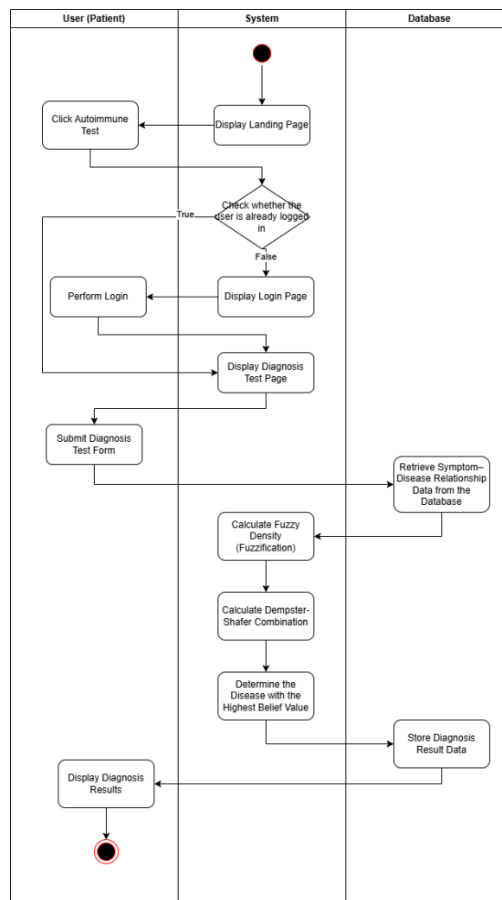 User (Patient)
System
Database
Click Autoimmune
Test
Display Landing Page
Check whether the
user is already logged
in
True
False
Perform Login
Display Login Page
Display Diagnosis
Test Page
Submit Diagnosis
Test Form
Retrieve Symptom–
Disease Relationship
Data from the
Database
Calculate Fuzzy
Density
(Fuzzification)
Calculate Dempster-
Shafer Combination
Determine the
Disease with the
Highest Belief Value
Store Diagnosis
Result Data
Display Diagnosis
Results